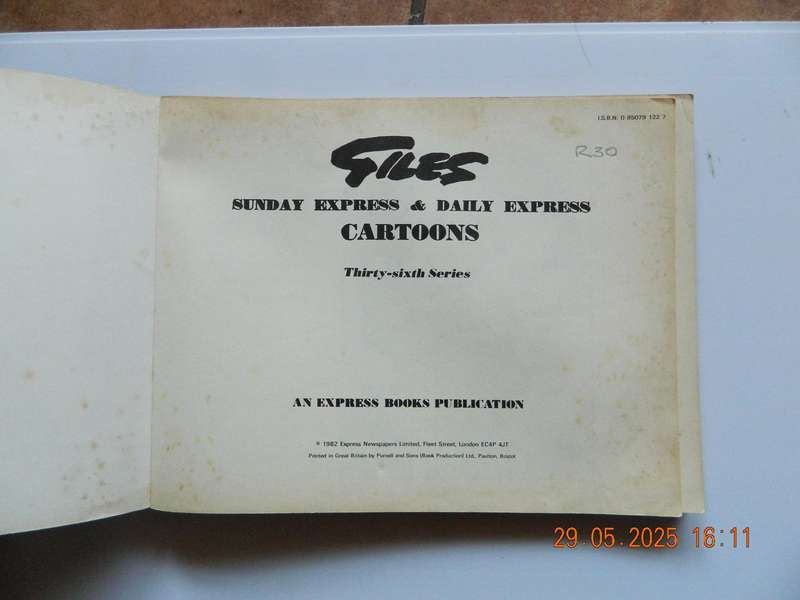 I.S.B.N. 0 85079 122 7
GILES
R30
SUNDAY EXPRESS & DAILY EXPRESS
CARTOONS
Thirty-sixth Series
AN EXPRESS BOOKS PUBLICATION
© 1982 Express Newspapers Limited, Fleet Street, London EC4P 4JT
Printed in Great Britain by Purnell and Sons (Book Production) Ltd., Paulton, Bristol
29.05.2025 16:11